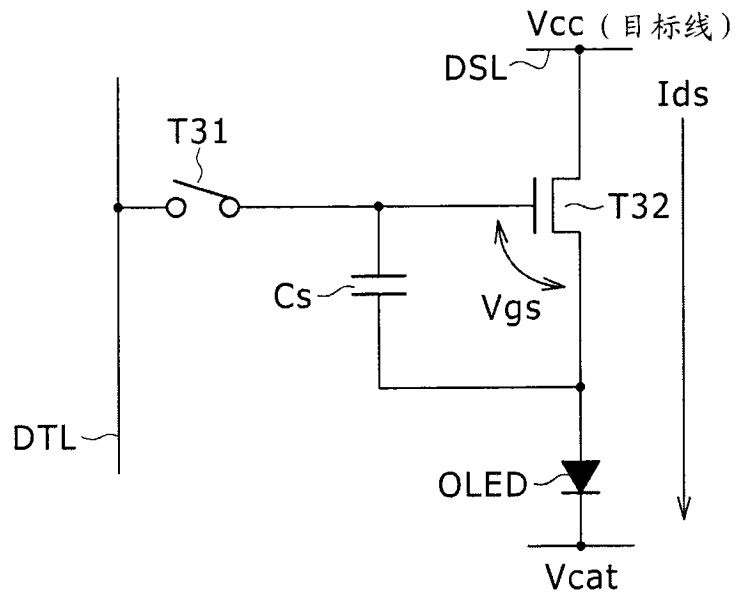 Vcc (目标线)
DSL
Ids
T31
T32
Cs
Vgs
DTL
OLED
Vcat